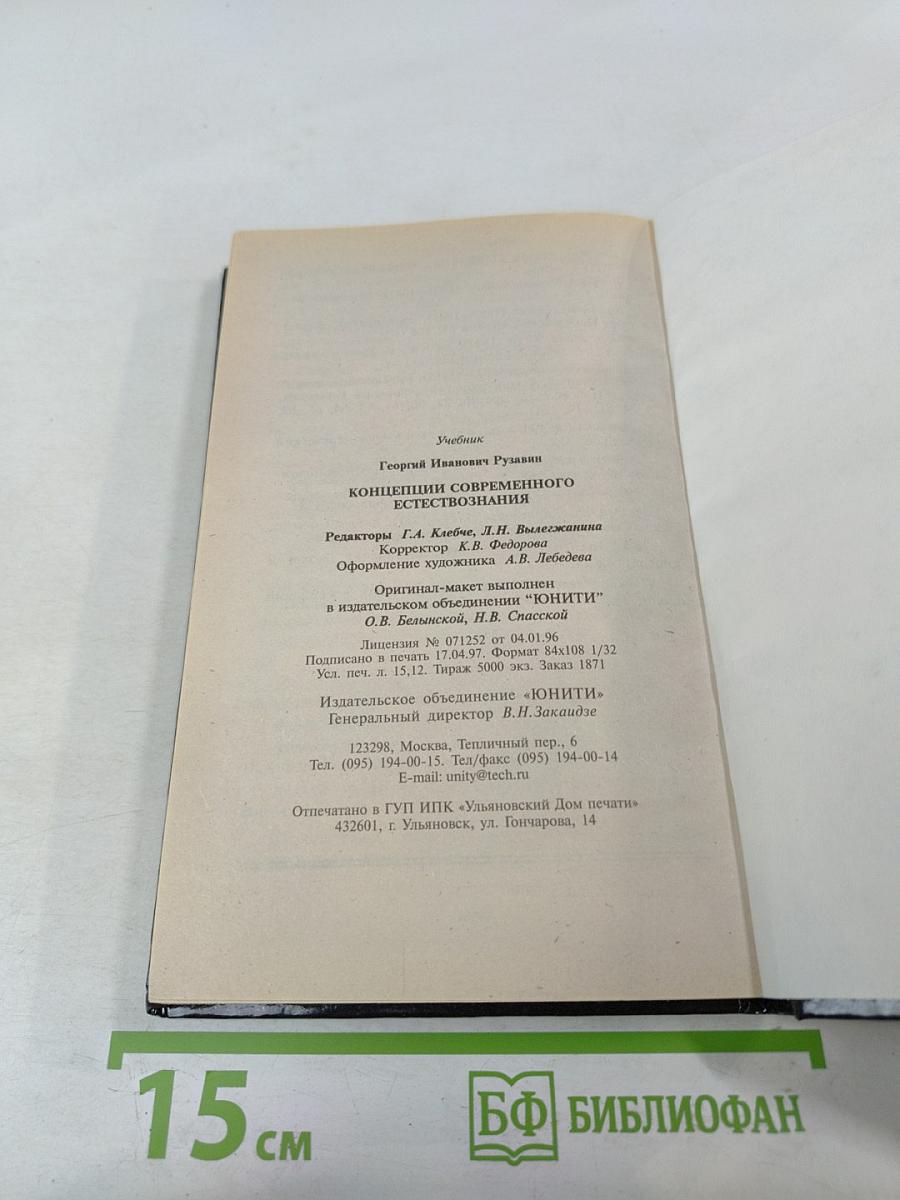 Учебник
Георгий Иванович Рузавин
КОНЦЕПЦИИ СОВРЕМЕННОГО
ЕСТЕСТВОЗНАНИЯ
Редакторы Г.А. Клебче, Л.Н. Вылегжанина
Корректор К.В. Федорова
Оформление художника А.В. Лебедева
Оригинал-макет выполнен
в издательском объединении "ЮНИТИ"
О.В. Белынской, Н.В. Спасской
Лицензия № 071252 от 04.01.96
Подписано в печать 17.04.97. Формат 84x108 1/32
Усл. печ. л. 15,12. Тираж 5000 экз. Заказ 1871
Издательское объединение «ЮНИТИ»
Генеральный директор В.Н.Закаидзе
123298, Москва, Тепличный пер., 6
Тел. (095) 194-00-15. Тел/факс (095) 194-00-14
E-mail: unity@tech.ru
Отпечатано в ГУП ИПК «Ульяновский Дом печати»
432601, г. Ульяновск, ул. Гончарова, 14
15 см
БФ БИБЛИОФАН